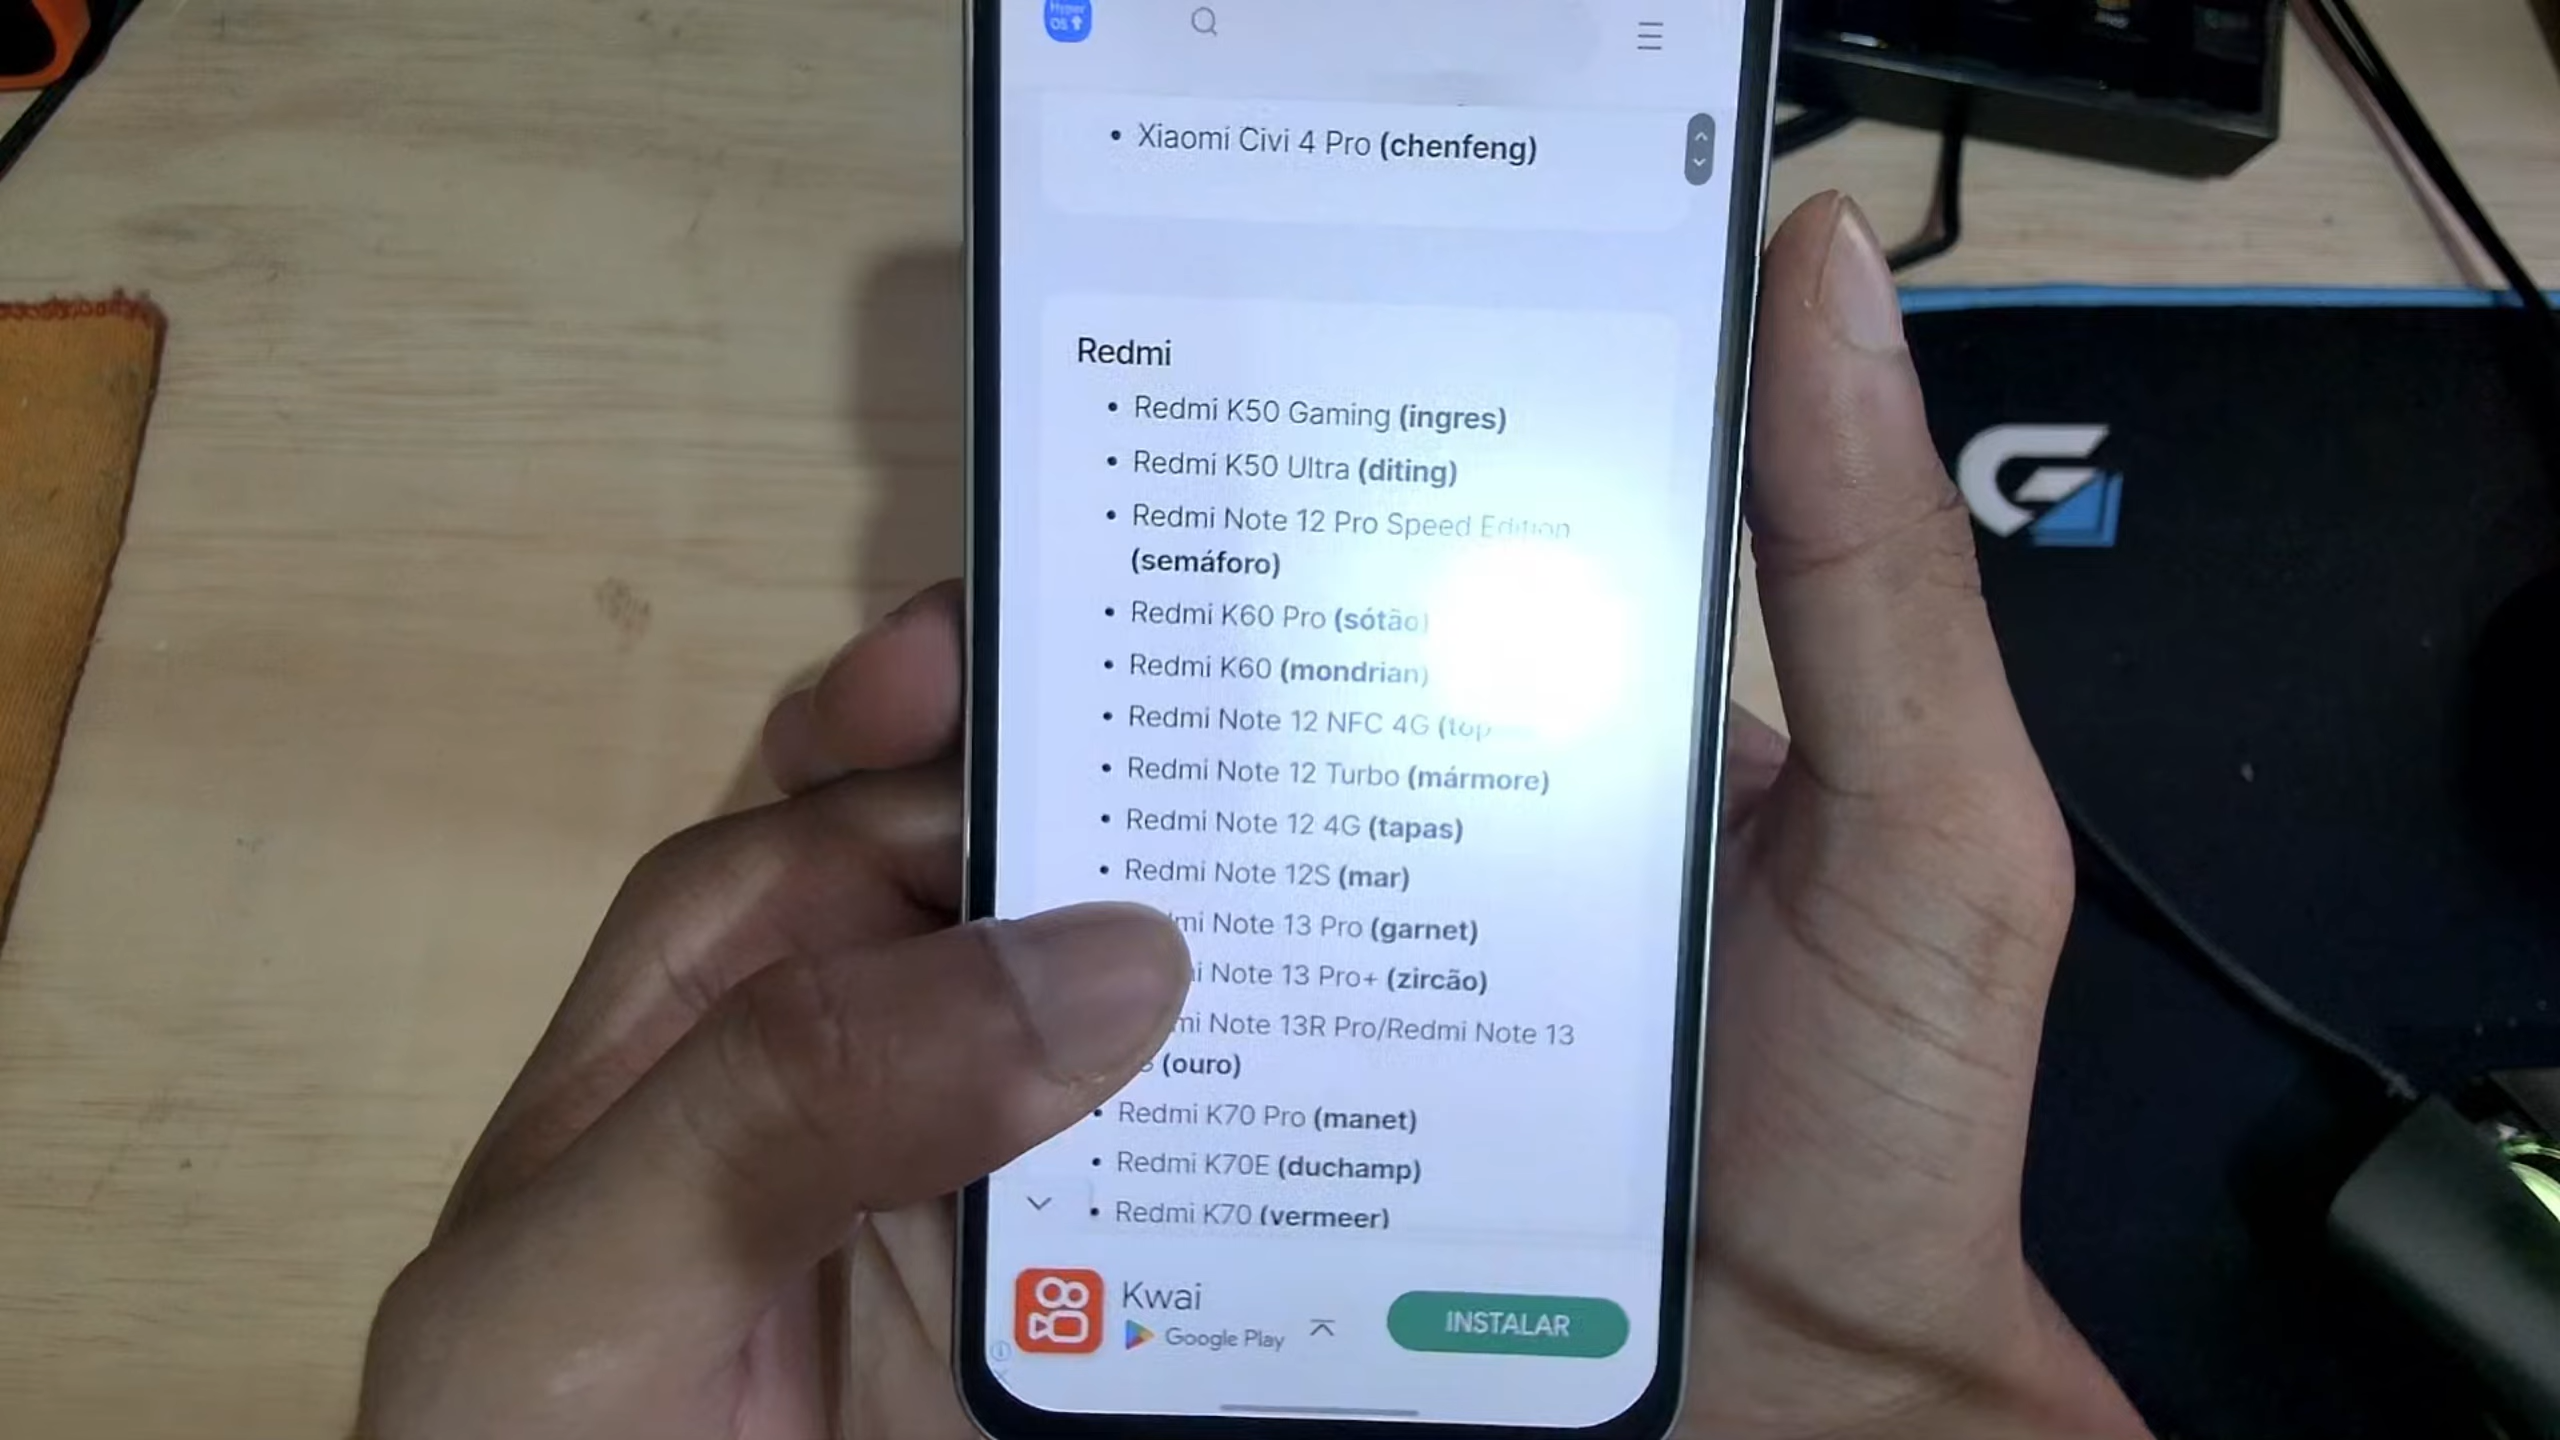 Hyper
OS
• Xiaomi Civi 4 Pro (chenfeng)
Redmi
• Redmi K50 Gaming (ingres)
• Redmi K50 Ultra (diting)
• Redmi Note 12 Pro Speed Edition
(semáforo)
• Redmi K60 Pro (sótão)
• Redmi K60 (mondrian)
• Redmi Note 12 NFC 4G
• Redmi Note 12 Turbo (mármore)
• Redmi Note 12 4G (tapas)
• Redmi Note 12S (mar)
Note 13 Pro (garnet)
Note 13 Pro+ (zircão)
Note 13R Pro/Redmi Note 13
(ouro)
• Redmi K70 Pro (manet)
• Redmi K70E (duchamp)
• Redmi K70 (vermeer)
Kwai
Google Play
INSTALAR